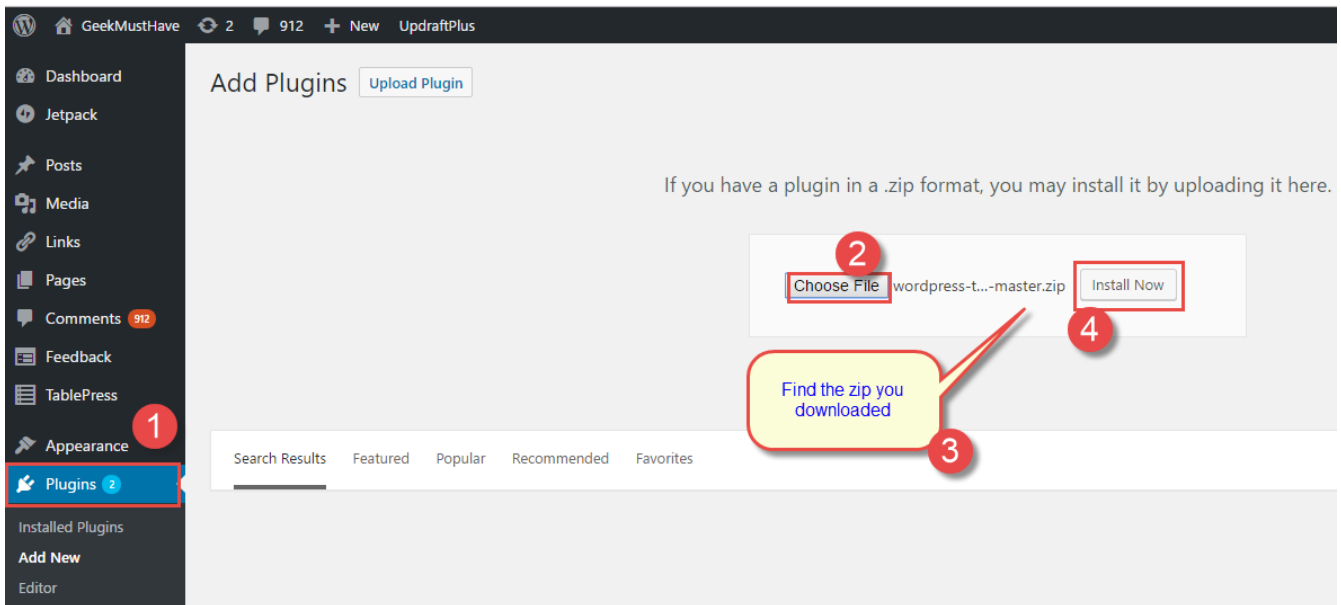 GeekMustHave 2 912 + New UpdraftPlus
Dashboard
Jetpack
Posts
Media
Links
Pages
Comments 912
Feedback
TablePress
1
Appearance
Plugins 2
Installed Plugins
Add New
Editor
Add Plugins Upload Plugin
If you have a plugin in a .zip format, you may install it by uploading it here.
2
Choose File wordpress-t...-master.zip Install Now
4
Find the zip you
downloaded
3
Search Results Featured Popular Recommended Favorites